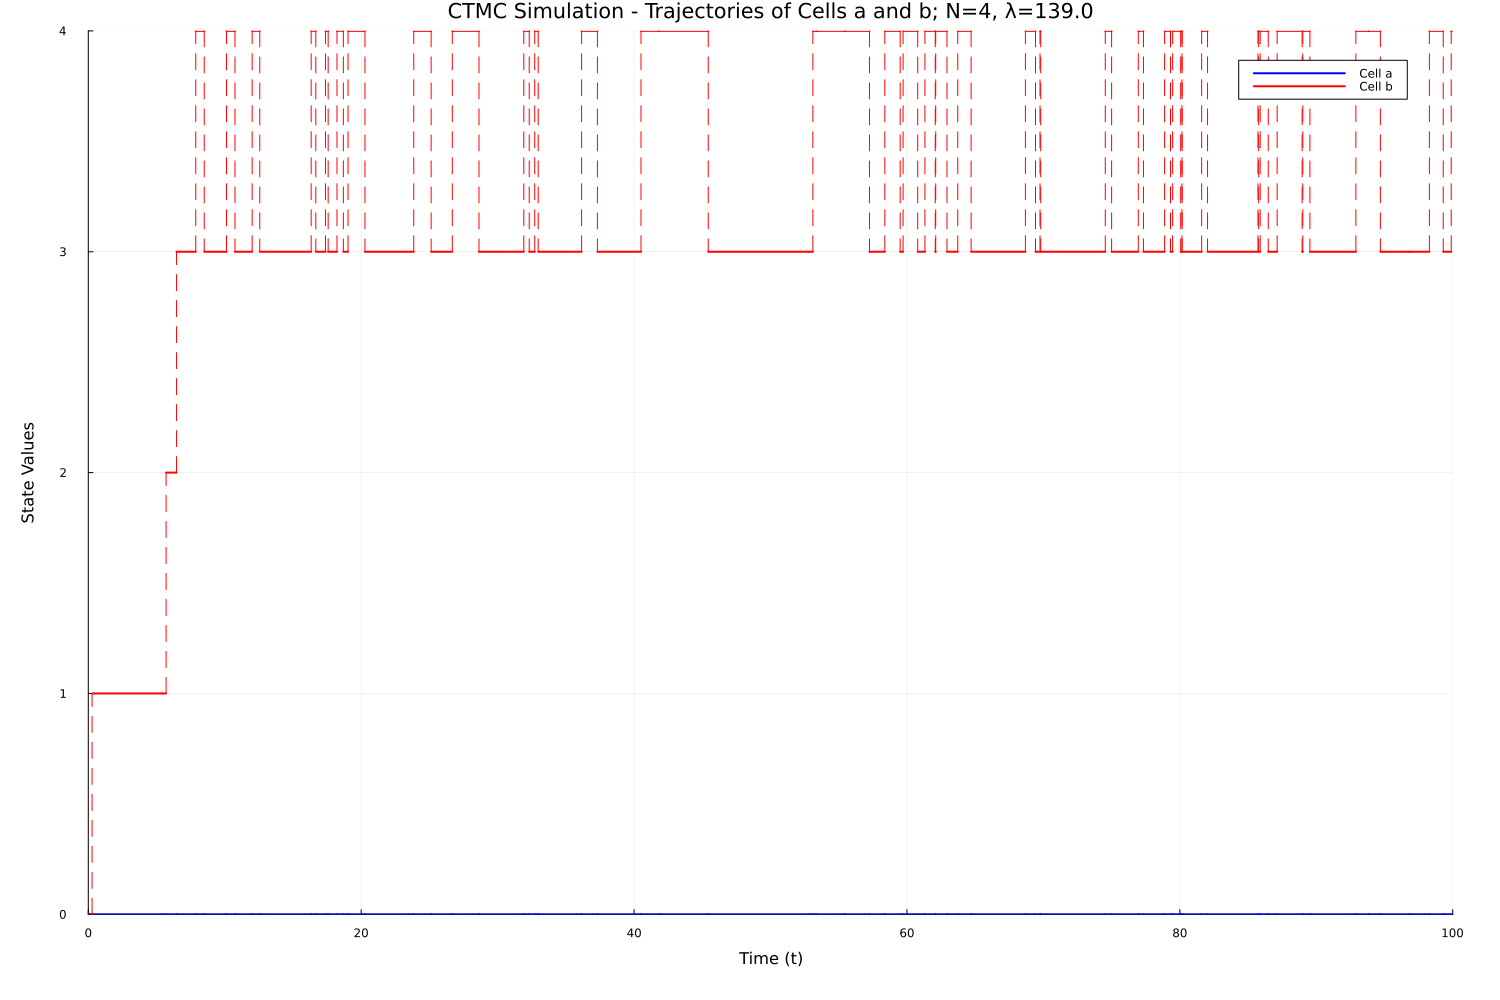 CTMC Simulation - Trajectories of Cells a and b; N=4, λ=139.0
4
Cell a
Cell b
3
State Values
2
1
0
0 20 40 60 80 100
Time (t)